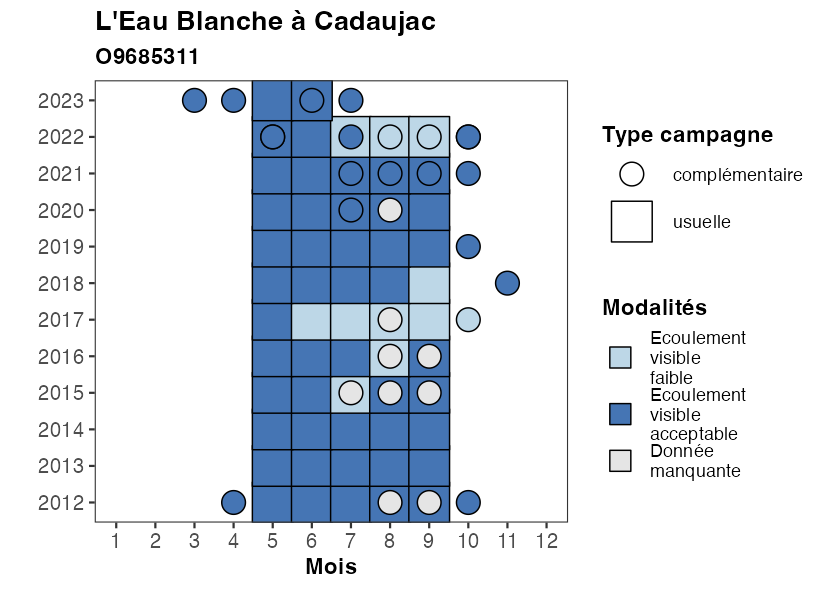 L'Eau Blanche à Cadaujac
O9685311
2023
2022
2021
2020
2019
2018
2017
2016
2015
2014
2013
2012
1 2 3 4 5 6 7 8 9 10 11 12
Mois
Type campagne
complémentaire
usuelle
Modalités
Ecoulement
visible
faible
Ecoulement
visible
acceptable
Donnée
manquante